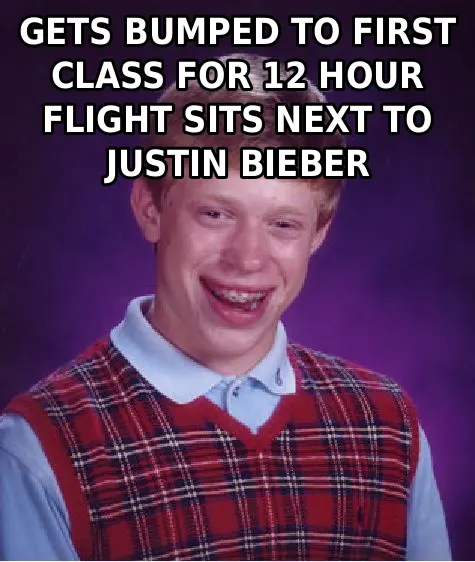 GETS BUMPED TO FIRST
CLASS FOR 12 HOUR
FLIGHT SITS NEXT TO
JUSTIN BIEBER